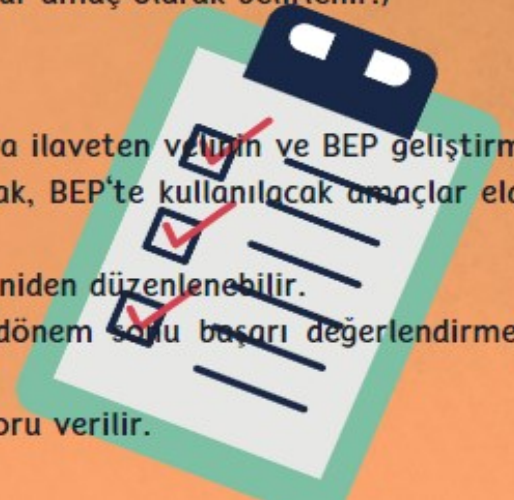 amaç olarak belirlenir.)
a ilaveten velinin ve BEP geliştirm
ak, BEP‘te kullanılacak amaçlar eld
niden düzenlenebilir.
dönem sonu başarı değerlendirme
oru verilir.